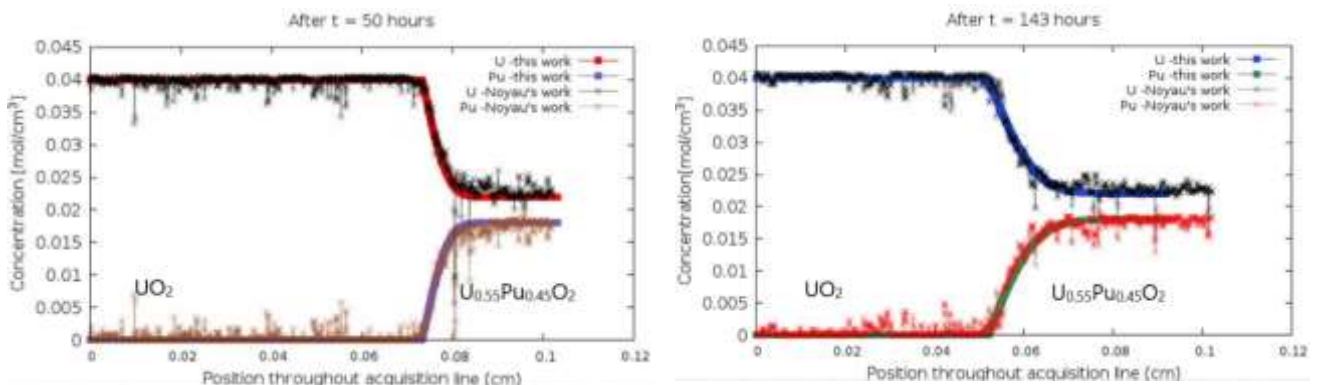 After t = 50 hours
0.045
0.04
0.035
0.03
0.025
0.02
0.015
0.01
0.005
0
Concentration [mol/cm³]
U -this work
Pu -this work
U -Noyau's work
Pu -Noyau's work
UO₂
U₀.₅₅Pu₀.₄₅O₂
0 0.02 0.04 0.06 0.08 0.1 0.12
Position throughout acquisition line (cm)
After t = 143 hours
0.045
0.04
0.035
0.03
0.025
0.02
0.015
0.01
0.005
0
Concentration[mol/cm³]
U -this work
Pu -this work
U -Noyau's work
Pu -Noyau's work
UO₂
U₀.₅₅Pu₀.₄₅O₂
0 0.02 0.04 0.06 0.08 0.1 0.12
Position throughout acquisition line (cm)